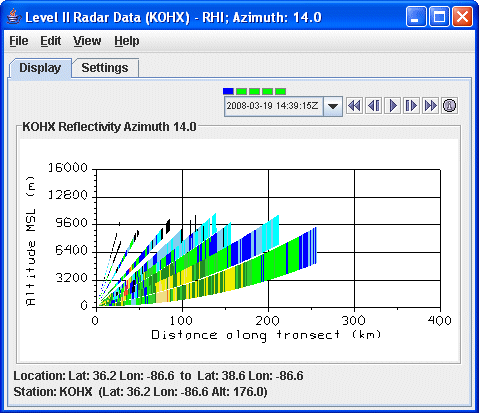 Level II Radar Data (KOHX) - RHI; Azimuth: 14.0
File Edit View Help
Display Settings
2008-03-19 14:39:15Z
KOHX Reflectivity Azimuth 14.0
16000
12800
9600
6400
3200
0
Altitude MSL (m)
0 100 200 300 400
Distance along transect (km)
Location: Lat: 36.2 Lon: -86.6 to Lat: 38.6 Lon: -86.6
Station: KOHX (Lat: 36.2 Lon: -86.6 Alt: 176.0)